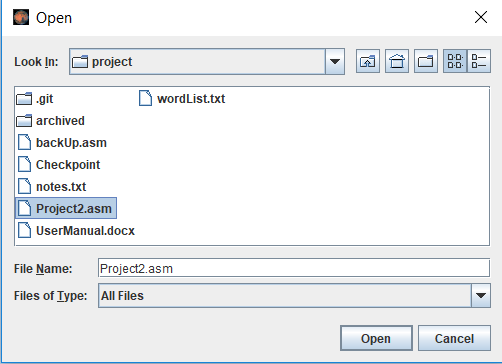 Open
Look In: project
.git
archived
backUp.asm
Checkpoint
notes.txt
Project2.asm
UserManual.docx
wordList.txt
File Name: Project2.asm
Files of Type: All Files
Open Cancel